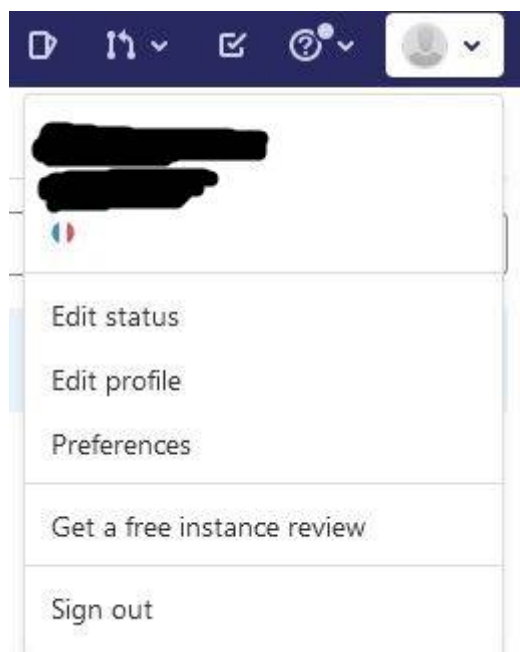 Edit status
Edit profile
Preferences
Get a free instance review
Sign out